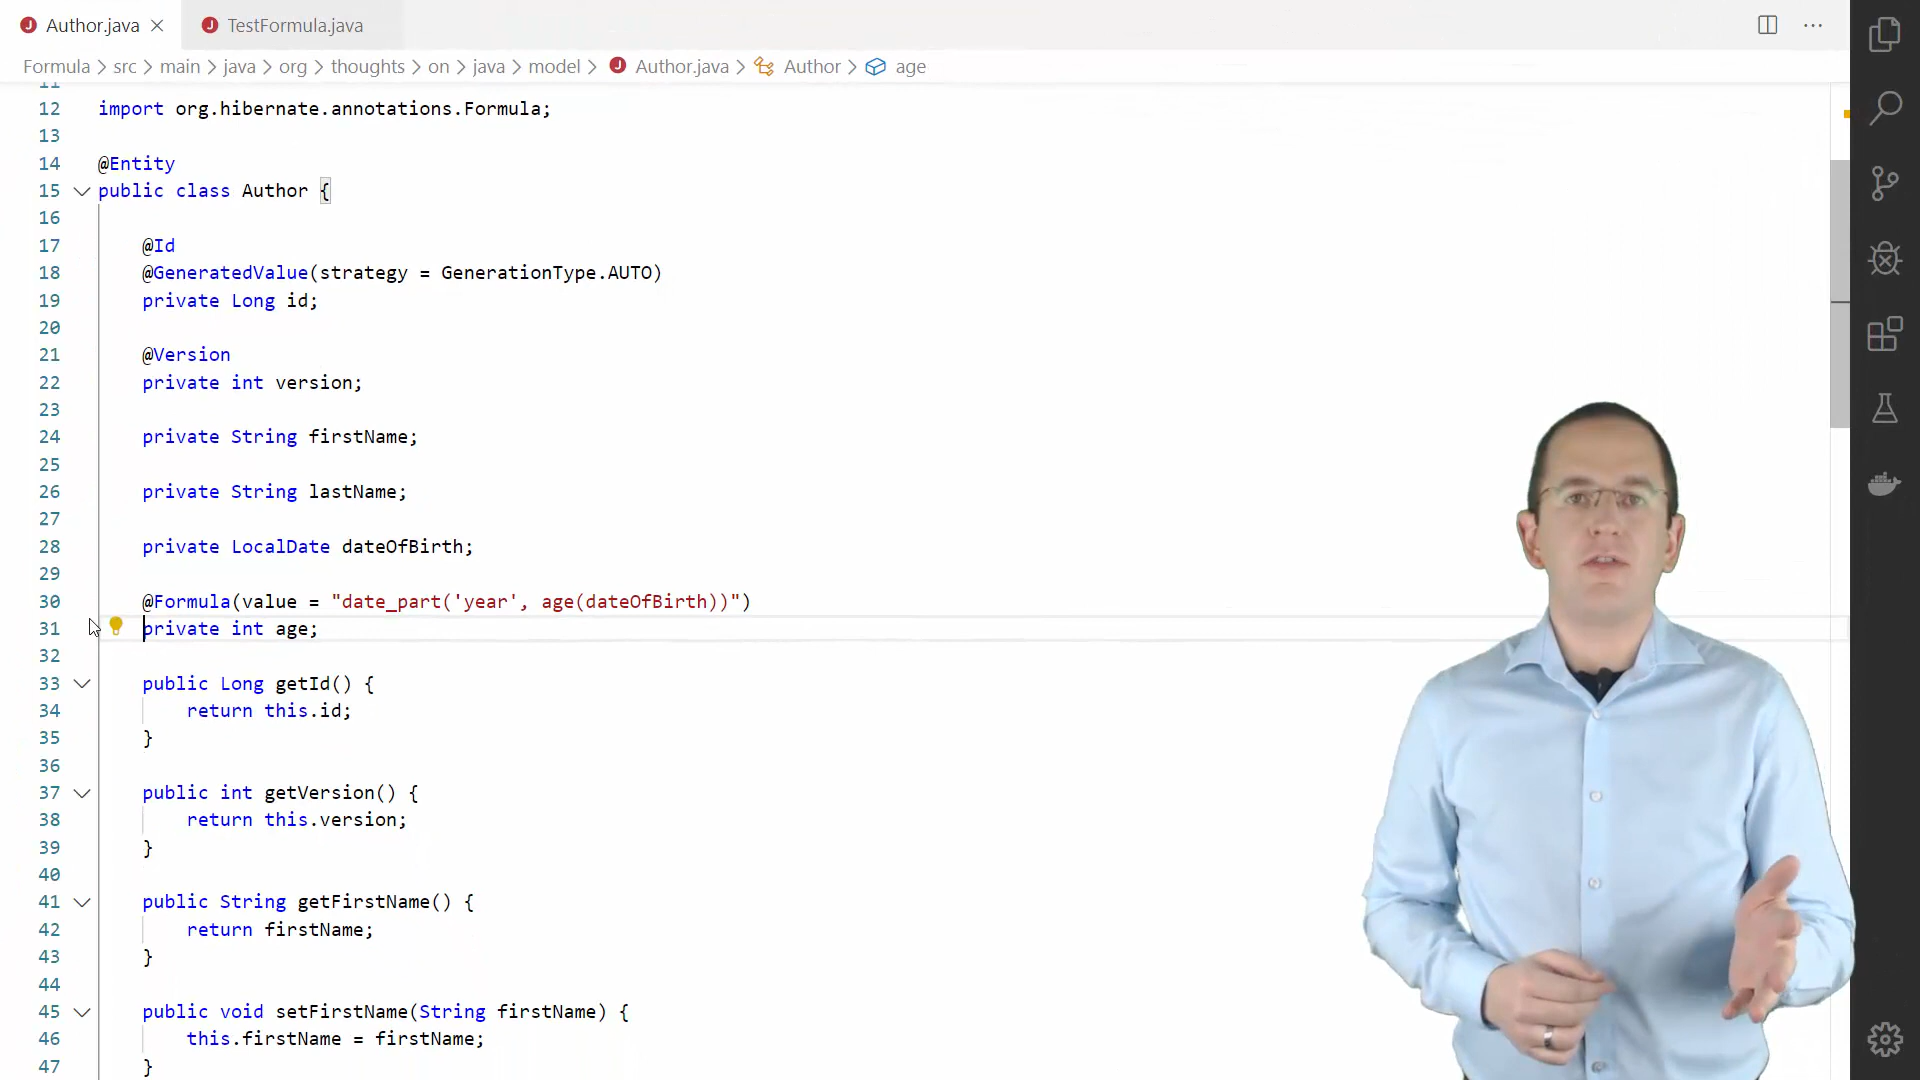 Author.java
TestFormula.java
Formula > src > main > java > org > thoughts > on > java > model > Author.java > Author > age
11
12 import org.hibernate.annotations.Formula;
13
14 @Entity
15 public class Author {
16
17 @Id
18 @GeneratedValue(strategy = GenerationType.AUTO)
19 private Long id;
20
21 @Version
22 private int version;
23
24 private String firstName;
25
26 private String lastName;
27
28 private LocalDate dateOfBirth;
29
30 @Formula(value = "date_part('year', age(dateOfBirth))")
31 private int age;
32
33 public Long getId() {
34 return this.id;
35 }
36
37 public int getVersion() {
38 return this.version;
39 }
40
41 public String getFirstName() {
42 return firstName;
43 }
44
45 public void setFirstName(String firstName) {
46 this.firstName = firstName;
47 }